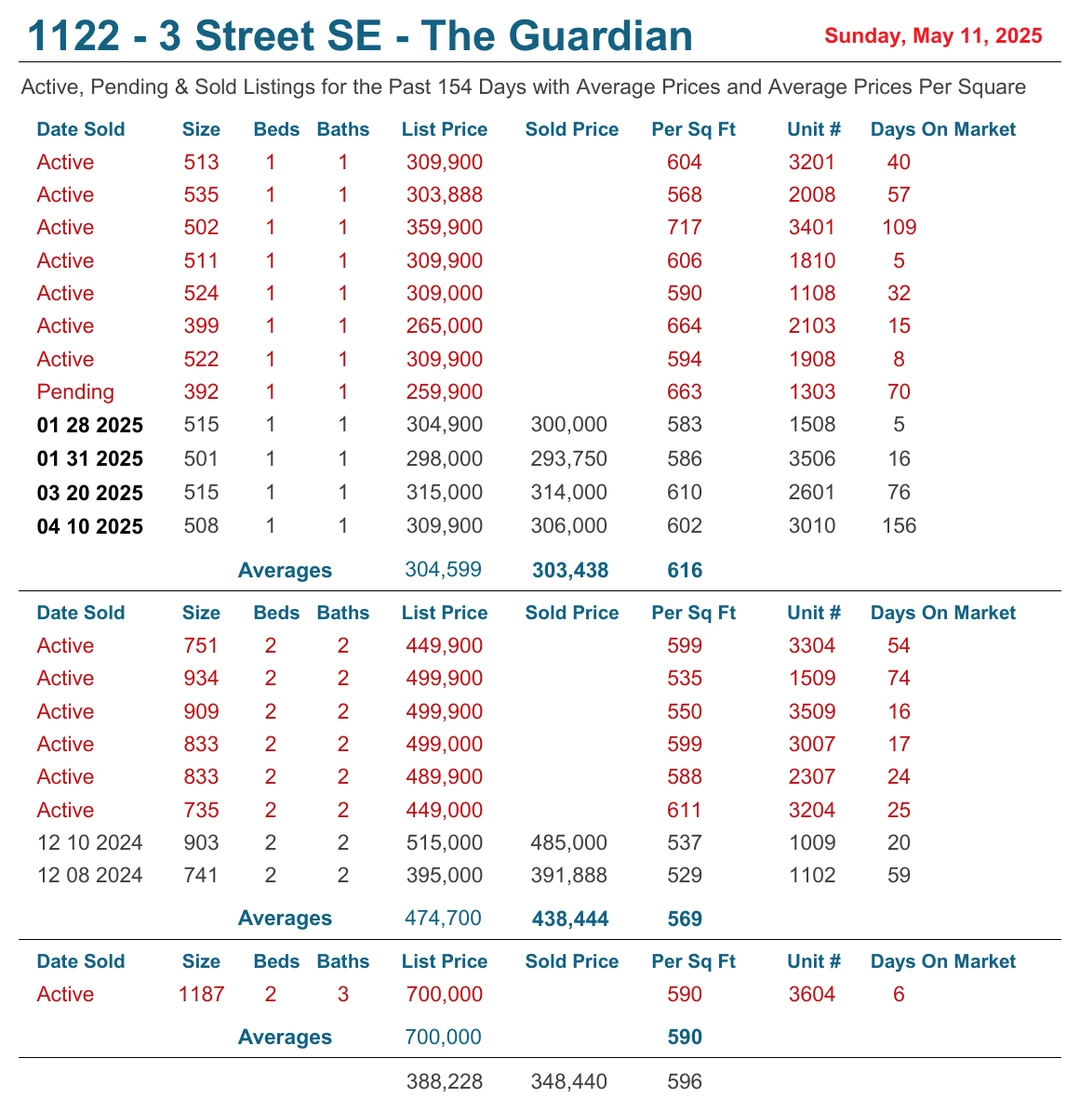 1122 - 3 Street SE - The Guardian Sunday, May 11, 2025
Active, Pending & Sold Listings for the Past 154 Days with Average Prices and Average Prices Per Square
Date Sold Size Beds Baths List Price Sold Price Per Sq Ft Unit # Days On Market
Active 513 1 1 309,900 604 3201 40
Active 535 1 1 303,888 568 2008 57
Active 502 1 1 359,900 717 3401 109
Active 511 1 1 309,900 606 1810 5
Active 524 1 1 309,000 590 1108 32
Active 399 1 1 265,000 664 2103 15
Active 522 1 1 309,900 594 1908 8
Pending 392 1 1 259,900 663 1303 70
01 28 2025 515 1 1 304,900 300,000 583 1508 5
01 31 2025 501 1 1 298,000 293,750 586 3506 16
03 20 2025 515 1 1 315,000 314,000 610 2601 76
04 10 2025 508 1 1 309,900 306,000 602 3010 156
Averages 304,599 303,438 616
Date Sold Size Beds Baths List Price Sold Price Per Sq Ft Unit # Days On Market
Active 751 2 2 449,900 599 3304 54
Active 934 2 2 499,900 535 1509 74
Active 909 2 2 499,900 550 3509 16
Active 833 2 2 499,000 599 3007 17
Active 833 2 2 489,900 588 2307 24
Active 735 2 2 449,000 611 3204 25
12 10 2024 903 2 2 515,000 485,000 537 1009 20
12 08 2024 741 2 2 395,000 391,888 529 1102 59
Averages 474,700 438,444 569
Date Sold Size Beds Baths List Price Sold Price Per Sq Ft Unit # Days On Market
Active 1187 2 3 700,000 590 3604 6
Averages 700,000 590
388,228 348,440 596